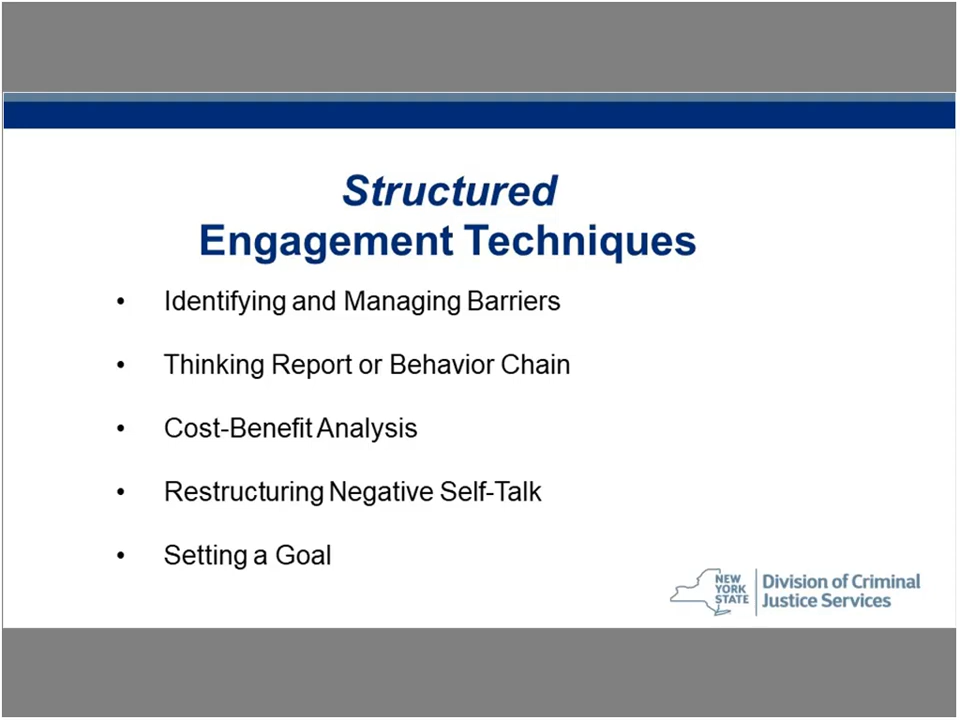 Structured
Engagement Techniques
• Identifying and Managing Barriers
• Thinking Report or Behavior Chain
• Cost-Benefit Analysis
• Restructuring Negative Self-Talk
• Setting a Goal
NEW
YORK
STATE
Division of Criminal
Justice Services